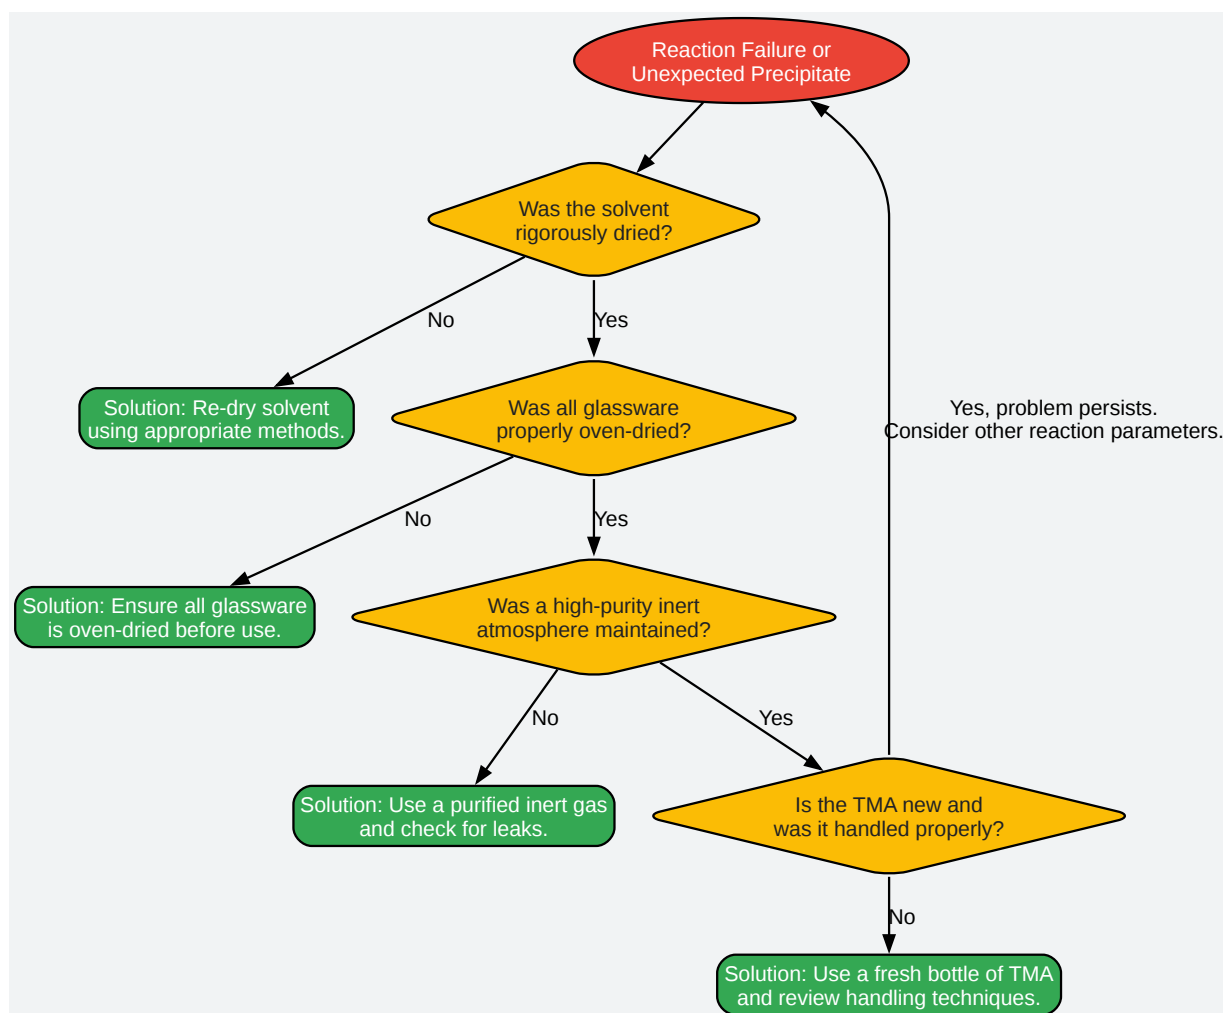 Reaction Failure or
Unexpected Precipitate
Was the solvent
rigorously dried?
No
Yes
Solution: Re-dry solvent
using appropriate methods.
Was all glassware
properly oven-dried?
Yes, problem persists.
Consider other reaction parameters.
No
Yes
Solution: Ensure all glassware
is oven-dried before use.
Was a high-purity inert
atmosphere maintained?
No
Yes
Solution: Use a purified inert gas
and check for leaks.
Is the TMA new and
was it handled properly?
No
Solution: Use a fresh bottle of TMA
and review handling techniques.